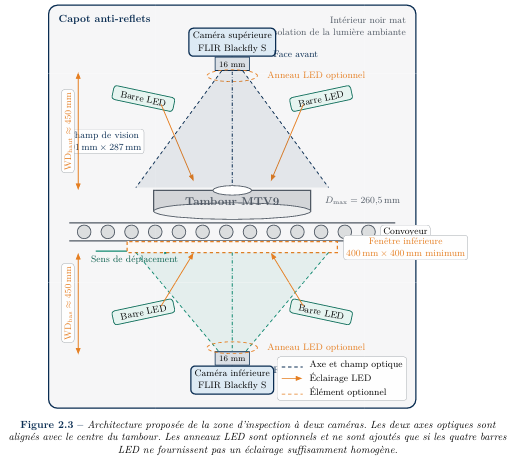 Capot anti-reflets
Intérieur noir mat
isolation de la lumière ambiante
Caméra supérieure
FLIR Blackfly S
Face avant
16 mm
Anneau LED optionnel
Barre LED
Barre LED
WDhaut ≈ 450 mm
champ de vision
mm × 287 mm
Tambour MTV9
Dmax = 260,5 mm
Convoyeur
Fenêtre inférieure
400 mm × 400 mm minimum
Sens de déplacement
WDbas ≈ 450 mm
Barre LED
Barre LED
Anneau LED optionnel
16 mm
Caméra inférieure
FLIR Blackfly S
Axe et champ optique
Éclairage LED
Élément optionnel
Figure 2.3 – Architecture proposée de la zone d'inspection à deux caméras. Les deux axes optiques sont
alignés avec le centre du tambour. Les anneaux LED sont optionnels et ne sont ajoutés que si les quatre barres
LED ne fournissent pas un éclairage suffisamment homogène.